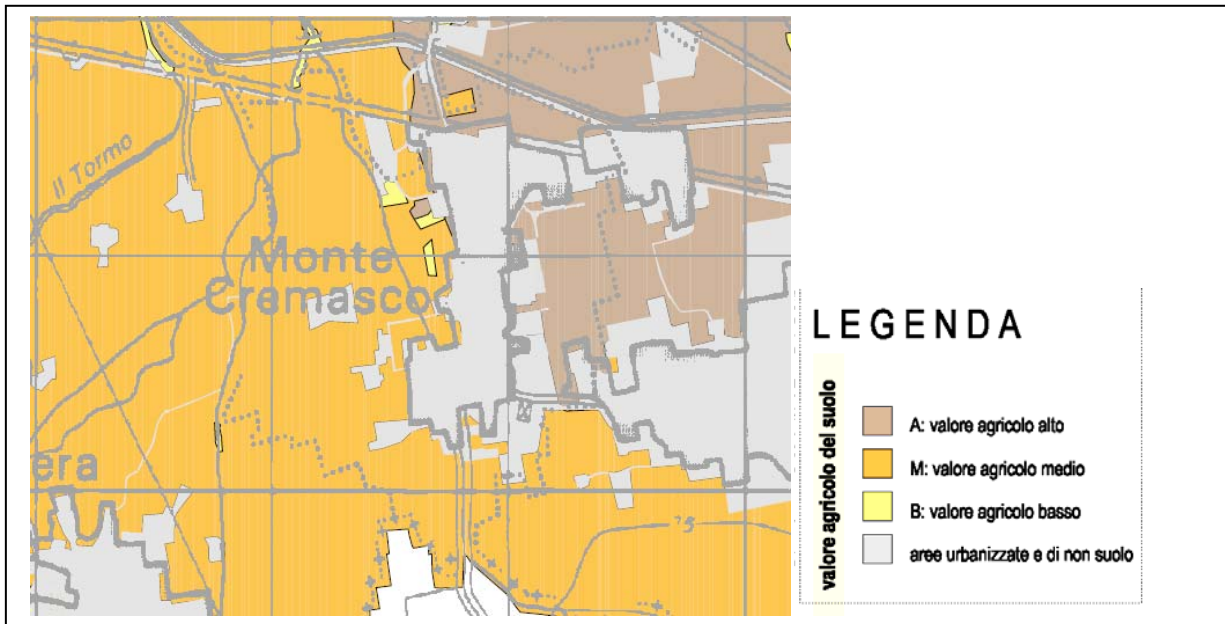 Il Tormo
Monte
Cremasco
era
75
LEGENDA
valore agricolo del suolo
A: valore agricolo alto
M: valore agricolo medio
B: valore agricolo basso
aree urbanizzate e di non suolo